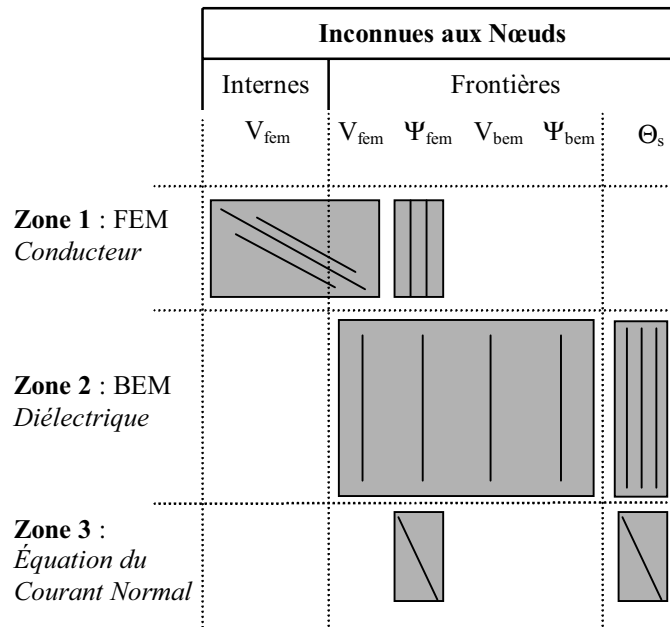 Inconnues aux Nœuds
Internes Frontières
V_fem V_fem Ψ_fem V_bem Ψ_bem Θ_s
Zone 1 : FEM
Conducteur
Zone 2 : BEM
Diélectrique
Zone 3 :
Équation du
Courant Normal